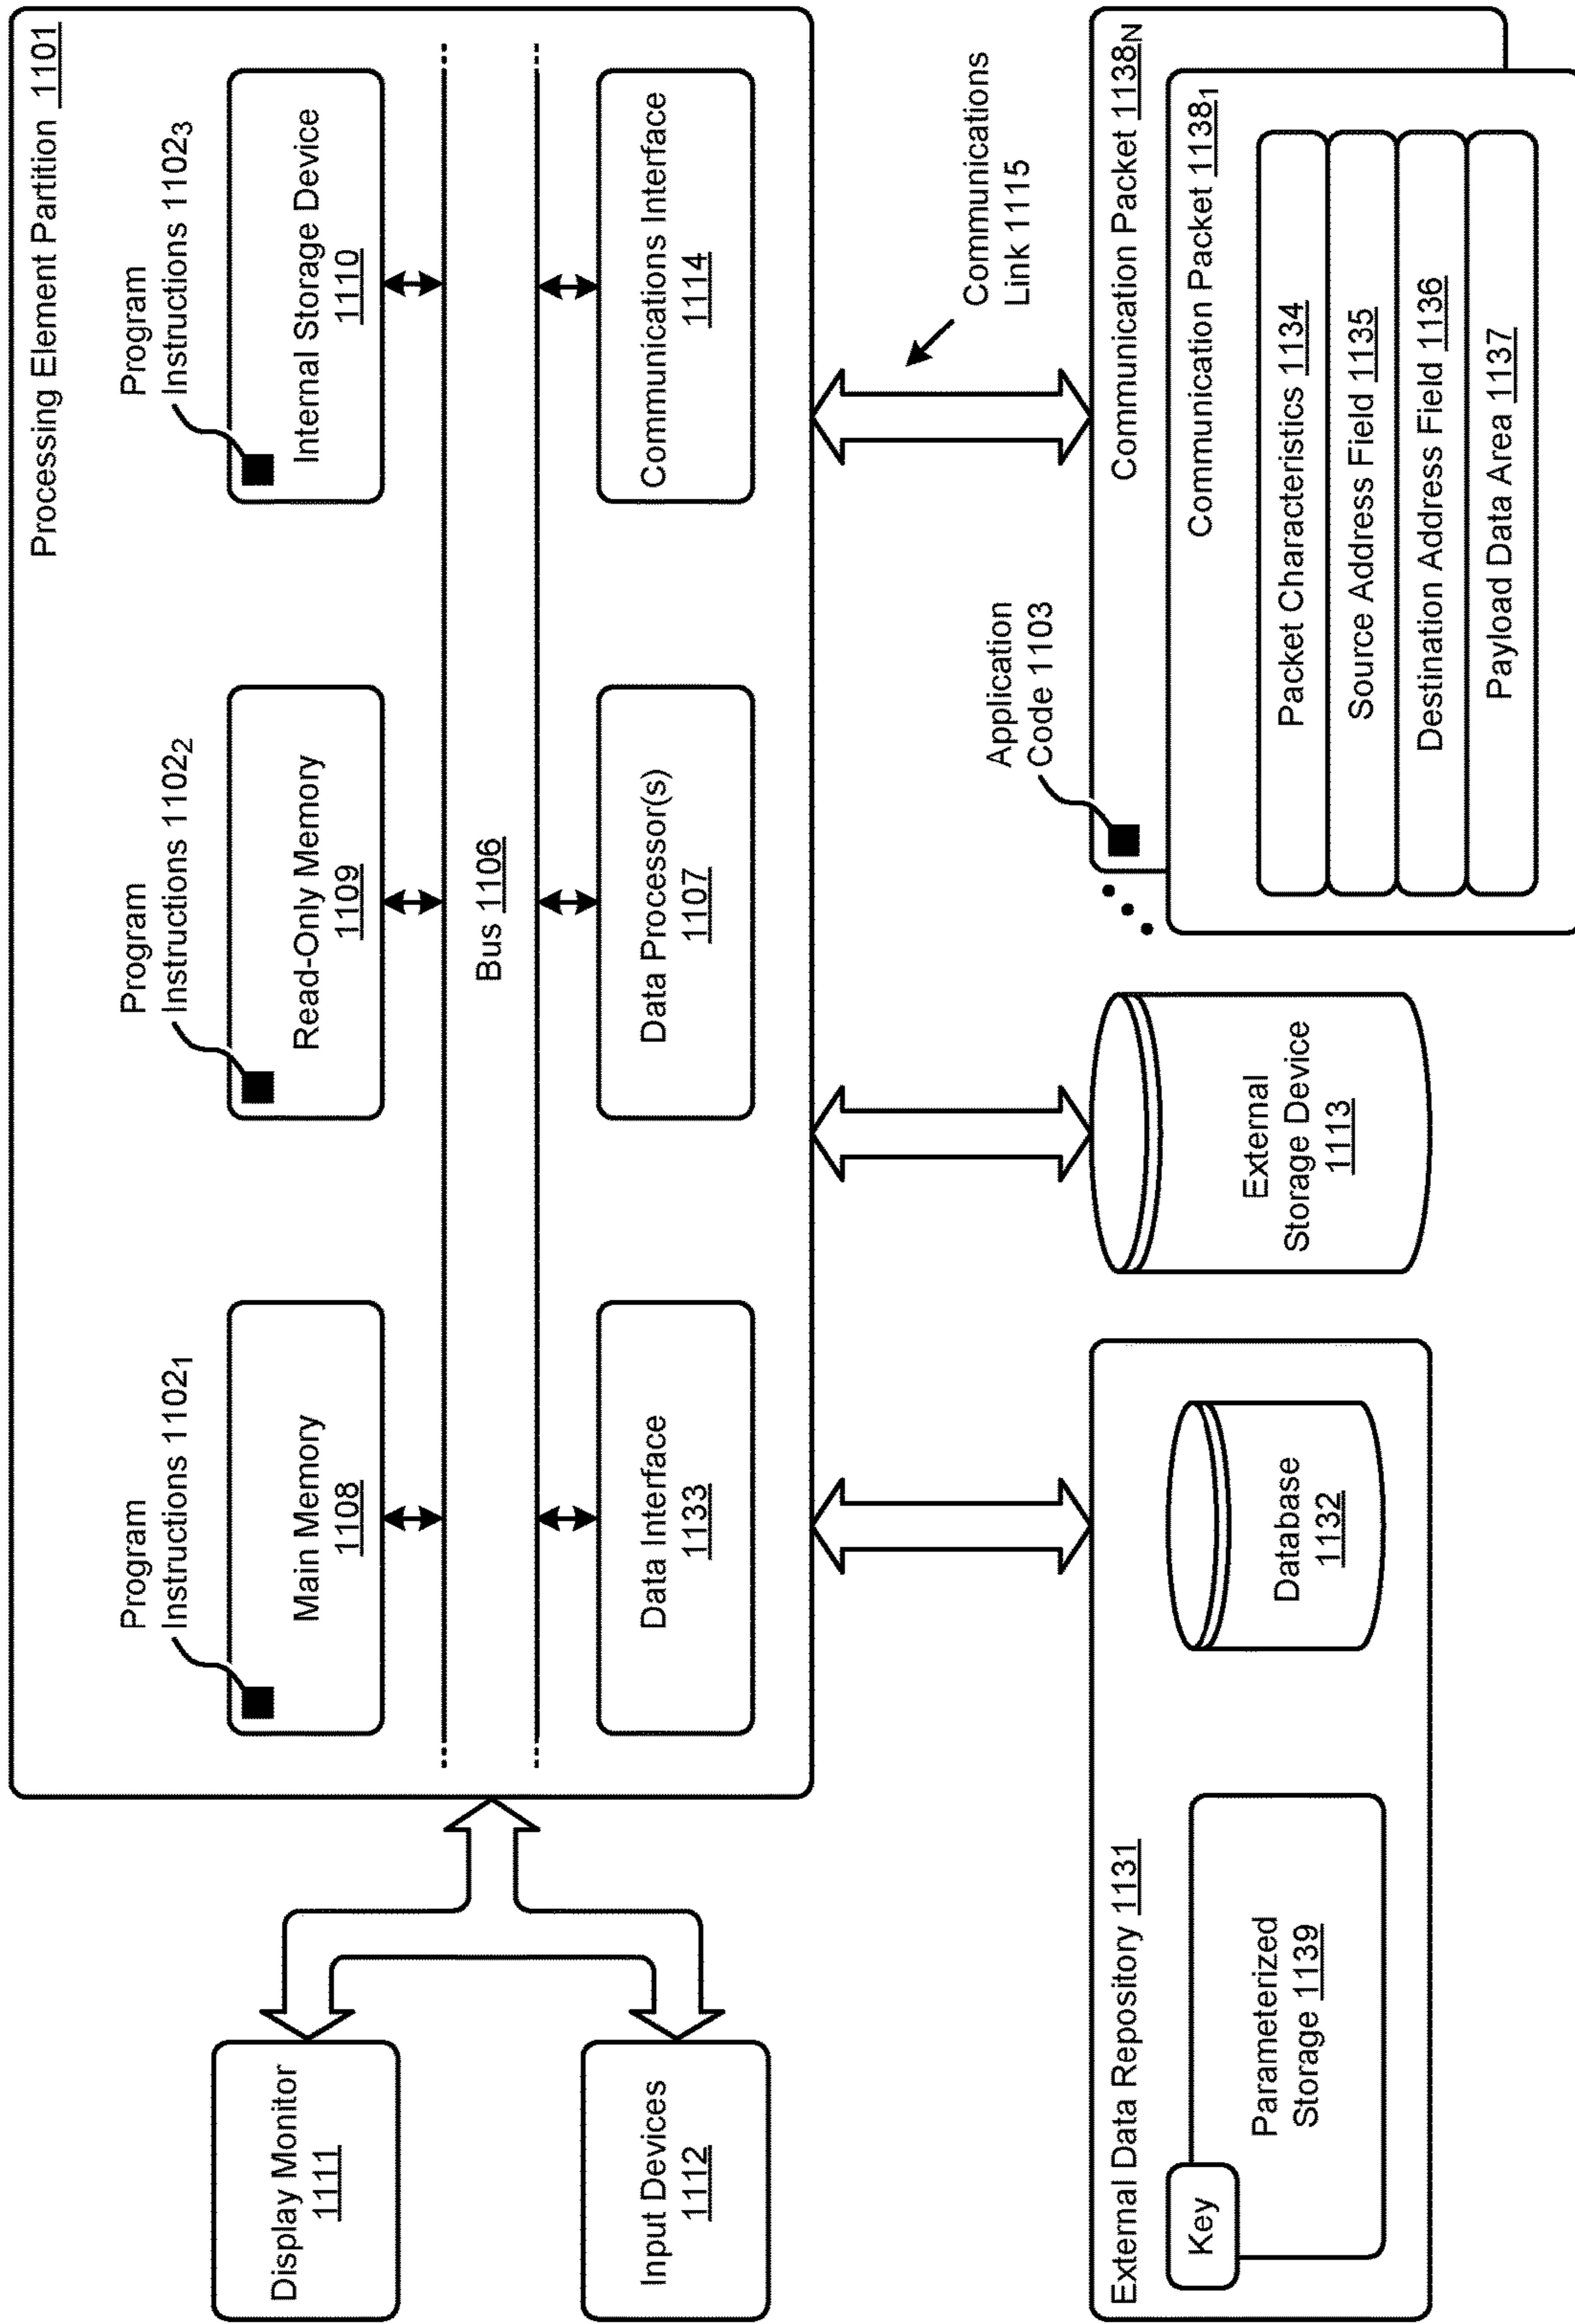 Processing Element Partition 1101
Program
Instructions 1102₁
Program
Instructions 1102₂
Program
Instructions 1102₃
Main Memory
1108
Read-Only Memory
1109
Internal Storage Device
1110
Display Monitor
1111
Bus 1106
Input Devices
1112
Data Interface
1133
Data Processor(s)
1107
Communications Interface
1114
Communications
Link 1115
Application
Code 1103
External Data Repository 1131
Key
Parameterized
Storage 1139
Database
1132
External
Storage Device
1113
Communication Packet 1138N
Communication Packet 1138₁
Packet Characteristics 1134
Source Address Field 1135
Destination Address Field 1136
Payload Data Area 1137